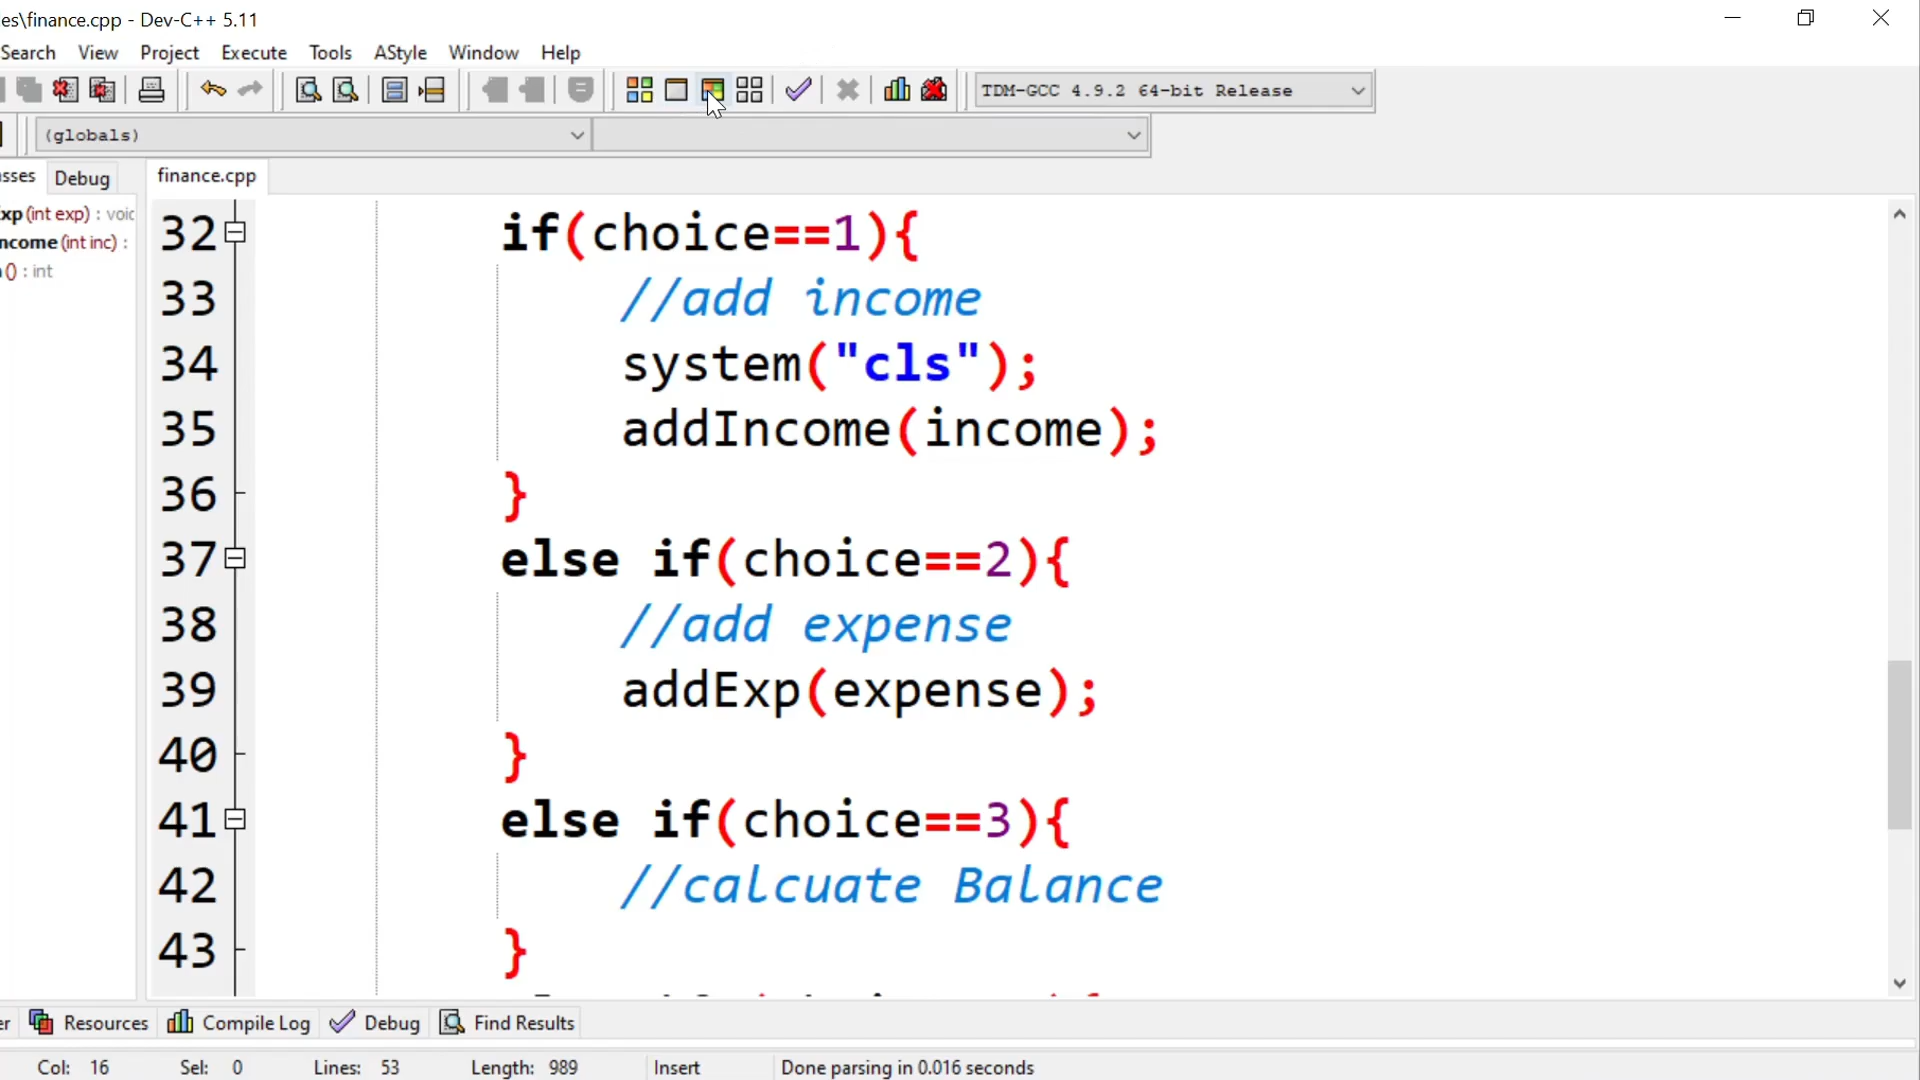 es\finance.cpp - Dev-C++ 5.11
Search View Project Execute Tools AStyle Window Help
TDM-GCC 4.9.2 64-bit Release
(globals)
sses Debug finance.cpp
xp (int exp) : voic
ncome (int inc) :
() : int
32 if(choice==1){
33 //add income
34 system("cls");
35 addIncome(income);
36 }
37 else if(choice==2){
38 //add expense
39 addExp(expense);
40 }
41 else if(choice==3){
42 //calcuate Balance
43 }
er Resources Compile Log Debug Find Results
Col: 16 Sel: 0 Lines: 53 Length: 989 Insert Done parsing in 0.016 seconds